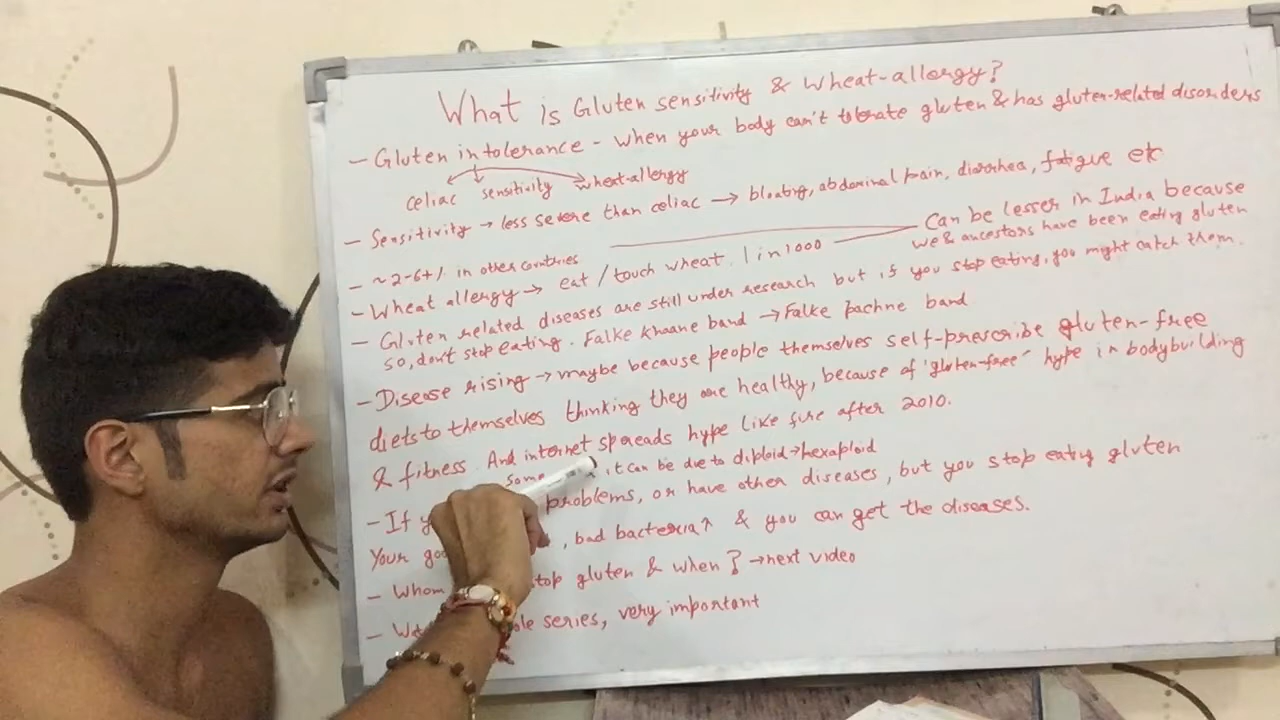 What is Gluten sensitivity & wheat-allergy?
- Gluten intolerance - when your body can't tolerate gluten & has gluten-related disorders
celiac sensitivity wheat-allergy
- Sensitivity → less severe than celiac → bloating, abdominal pain, diarrhea, fatigue etc
- ~2-6+% in other countries
Can be lesser in India because
we & ancestors have been eating gluten
- Wheat allergy → eat / touch wheat. 1 in 1000
- Gluten related diseases are still under research but if you stop eating, you might catch them.
so, don't stop eating. Falke khaane band → Falke pachne band
- Disease rising → maybe because people themselves self-prescribe gluten-free
diets to themselves thinking they are healthy, because of "gluten-free" hype in bodybuilding
& fitness. And internet spreads hype like fire after 2010.
some , it can be due to diploid → hexaploid
- If problems, or have other diseases, but you stop eating gluten
Your , bad bacteria↑ & you can get the diseases.
- Whom stop gluten & when? → next video
- series, very important